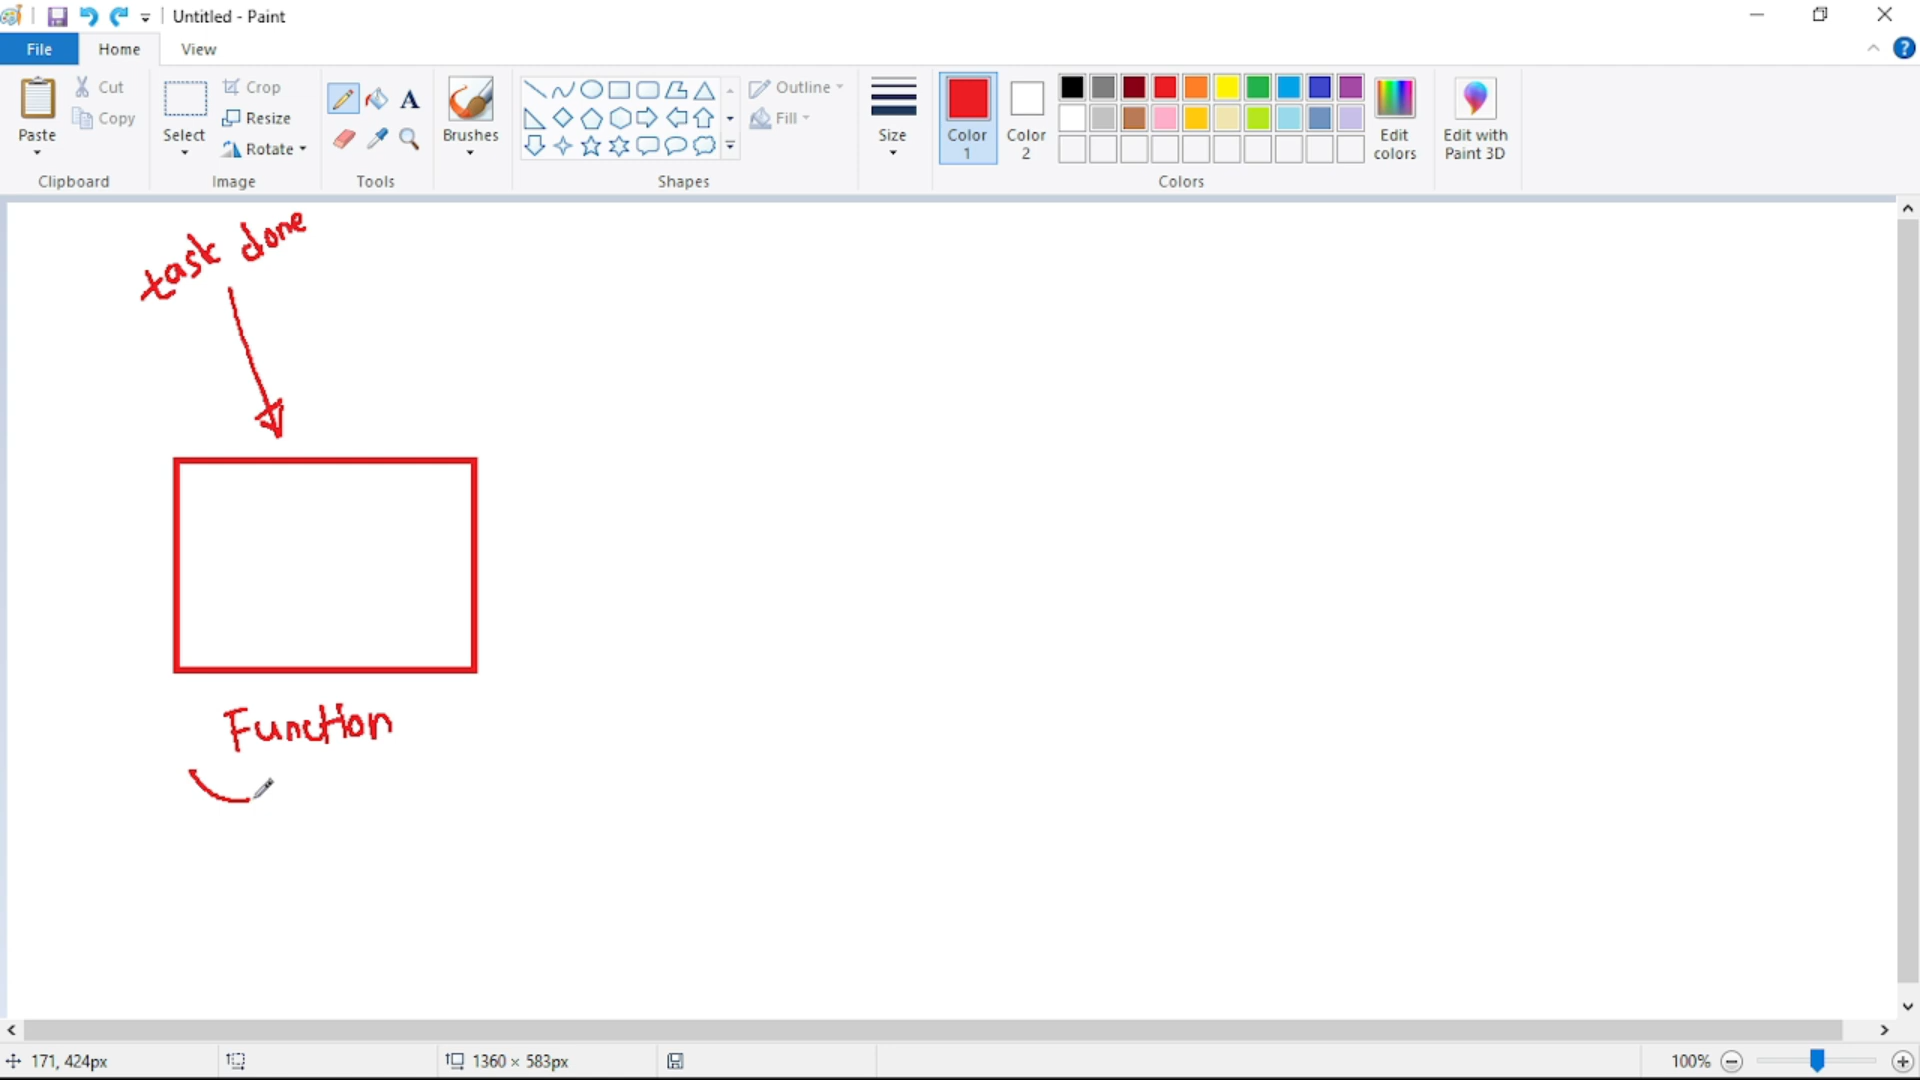 Untitled - Paint
File Home View
Paste
Cut
Copy
Clipboard
Select
Crop
Resize
Rotate
Image
A
Tools
Brushes
Shapes
Outline
Fill
Size
Color 1
Color 2
Edit colors
Edit with Paint 3D
Colors
task done
Function
171, 424px
1360 × 583px
100%